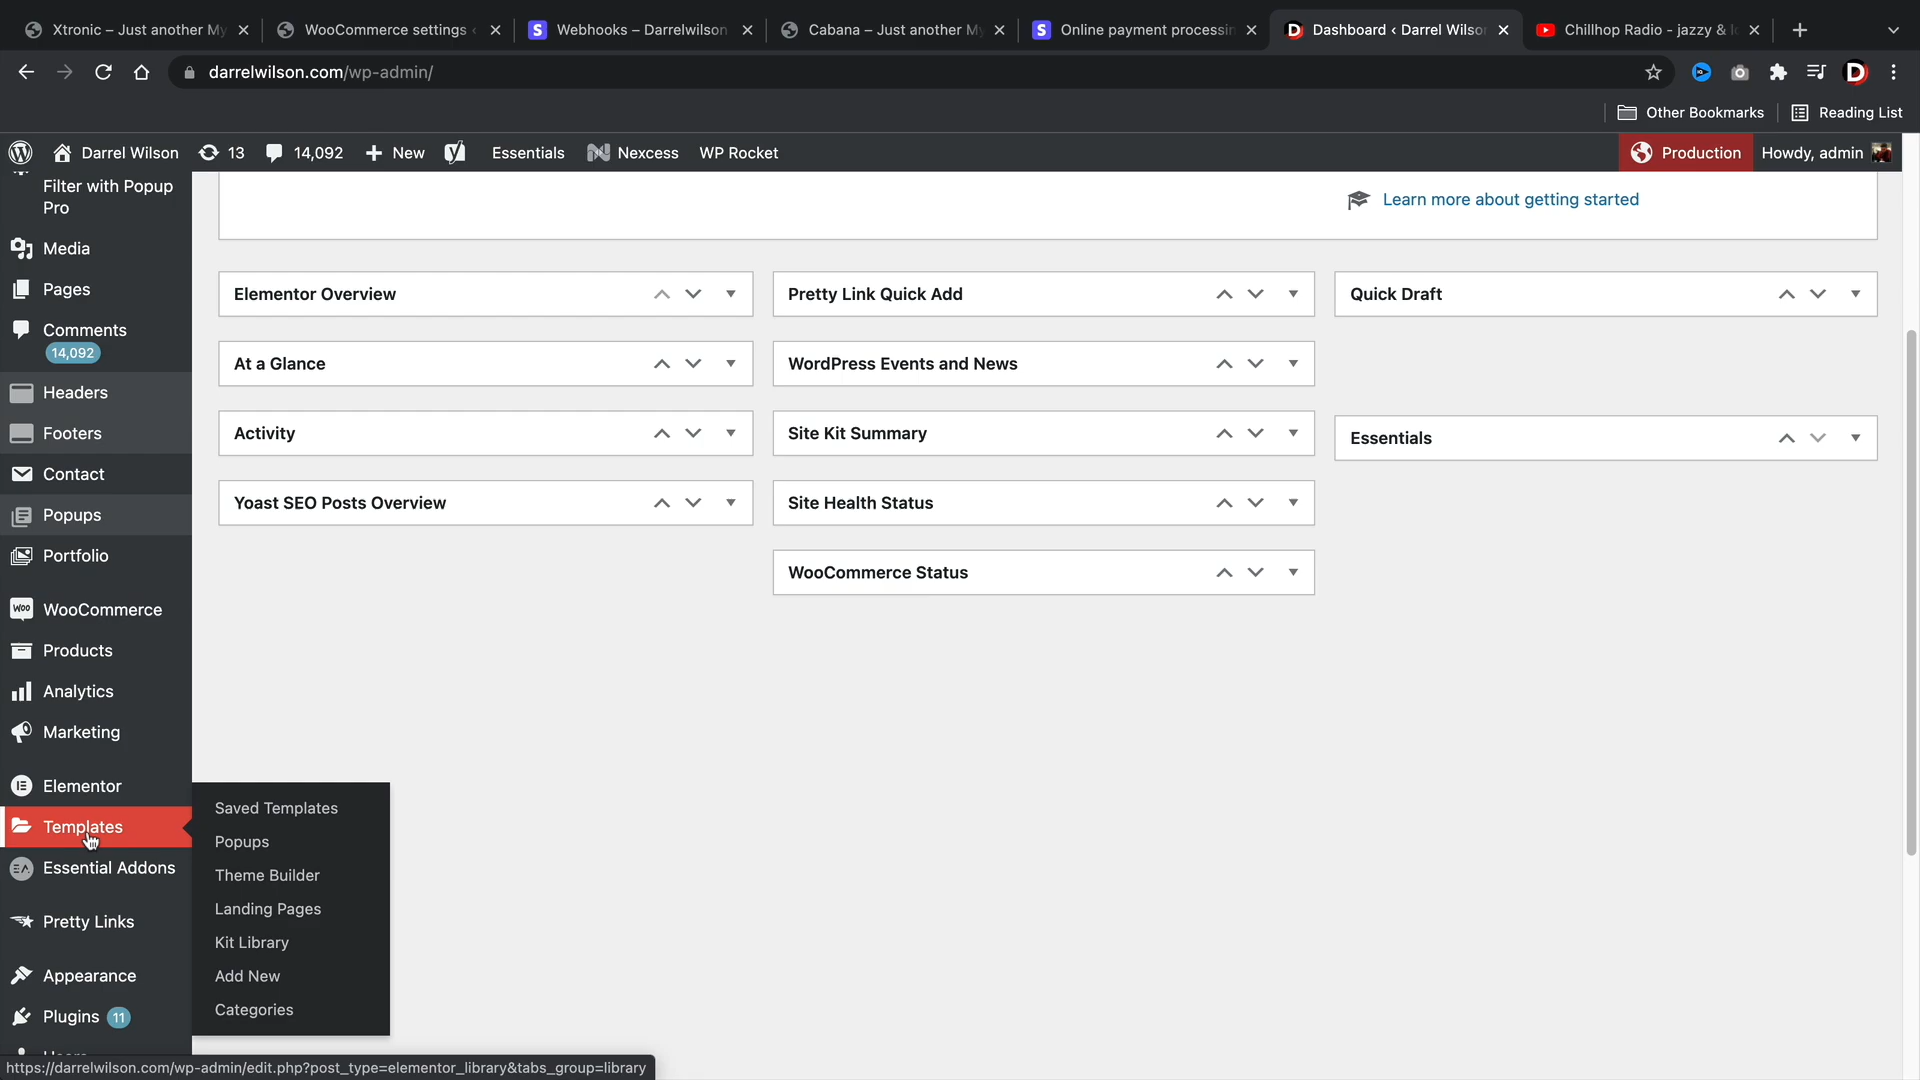 Xtronic – Just another My
WooCommerce settings ‹
Webhooks – Darrelwilson
Cabana – Just another M
Online payment processin
Dashboard ‹ Darrel Wilso
Chillhop Radio - jazzy & l
darrelwilson.com/wp-admin/
Other Bookmarks
Reading List
Darrel Wilson
13
14,092
New
Essentials
Nexcess
WP Rocket
Production
Howdy, admin
Filter with Popup
Pro
Media
Pages
Comments
14,092
Headers
Footers
Contact
Popups
Portfolio
WooCommerce
Products
Analytics
Marketing
Elementor
Templates
Essential Addons
Pretty Links
Appearance
Plugins 11
Saved Templates
Popups
Theme Builder
Landing Pages
Kit Library
Add New
Categories
Learn more about getting started
Elementor Overview
At a Glance
Activity
Yoast SEO Posts Overview
Pretty Link Quick Add
WordPress Events and News
Site Kit Summary
Site Health Status
WooCommerce Status
Quick Draft
Essentials
https://darrelwilson.com/wp-admin/edit.php?post_type=elementor_library&tabs_group=library